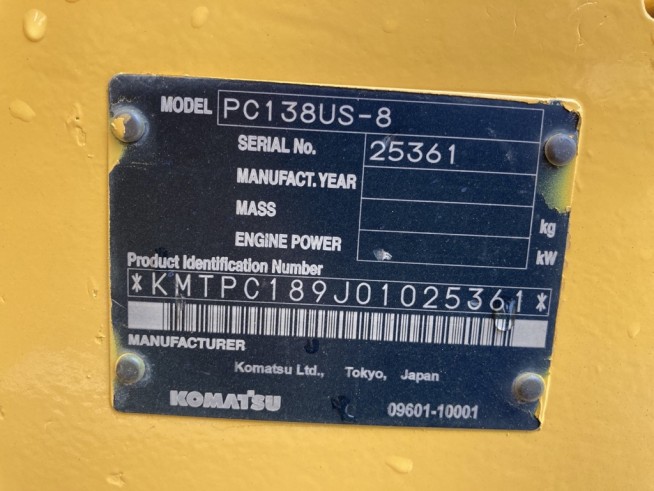 MODEL PC138US-8
SERIAL No. 25361
MANUFACT.YEAR
MASS kg
ENGINE POWER kW
Product Identification Number
*KMTPC189J01025361*
MANUFACTURER
Komatsu Ltd., Tokyo, Japan
KOMATSU 09601-10001